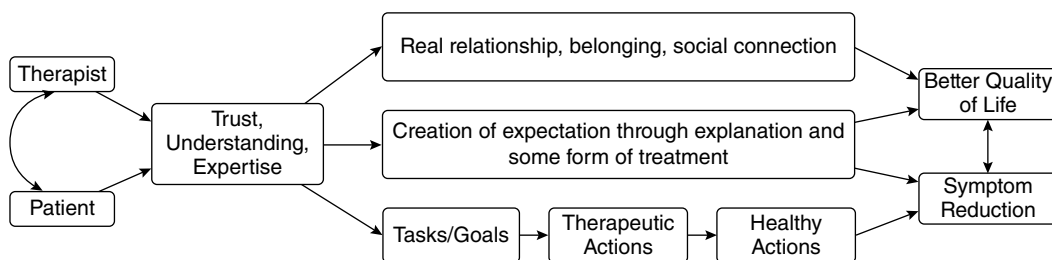 Therapist
Patient
Trust,
Understanding,
Expertise
Real relationship, belonging, social connection
Creation of expectation through explanation and
some form of treatment
Tasks/Goals
Therapeutic
Actions
Healthy
Actions
Better Quality
of Life
Symptom
Reduction